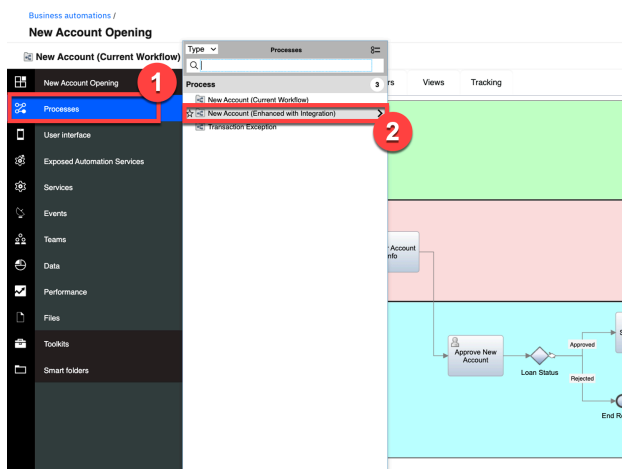 Business automations /
New Account Opening
New Account (Current Workflow)
Type
Processes
rs
Views
Tracking
New Account Opening
1
Process
3
New Account (Current Workflow)
Processes
New Account (Enhanced with Integration)
2
Transaction Exception
User interface
Exposed Automation Services
Services
Events
Teams
Account
nfo
Data
Performance
Files
Toolkits
Smart folders
Approve New
Account
Loan Status
Approved
Rejected
S
End Re